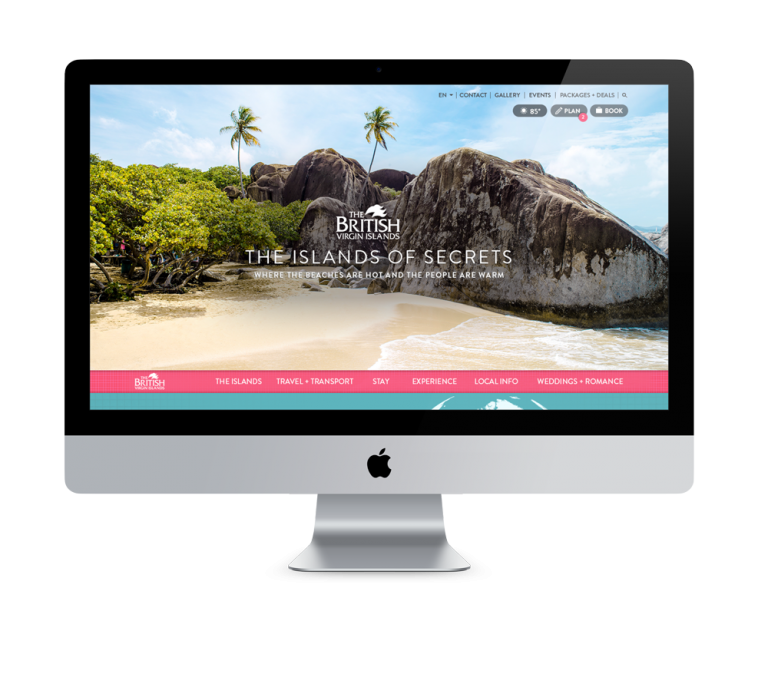 EN CONTACT GALLERY EVENTS PACKAGES + DEALS
85° PLAN 2 BOOK
THE
BRITISH
VIRGIN ISLANDS
THE ISLANDS OF SECRETS
WHERE THE BEACHES ARE HOT AND THE PEOPLE ARE WARM
THE
BRITISH
VIRGIN ISLANDS
THE ISLANDS TRAVEL + TRANSPORT STAY EXPERIENCE LOCAL INFO WEDDINGS + ROMANCE